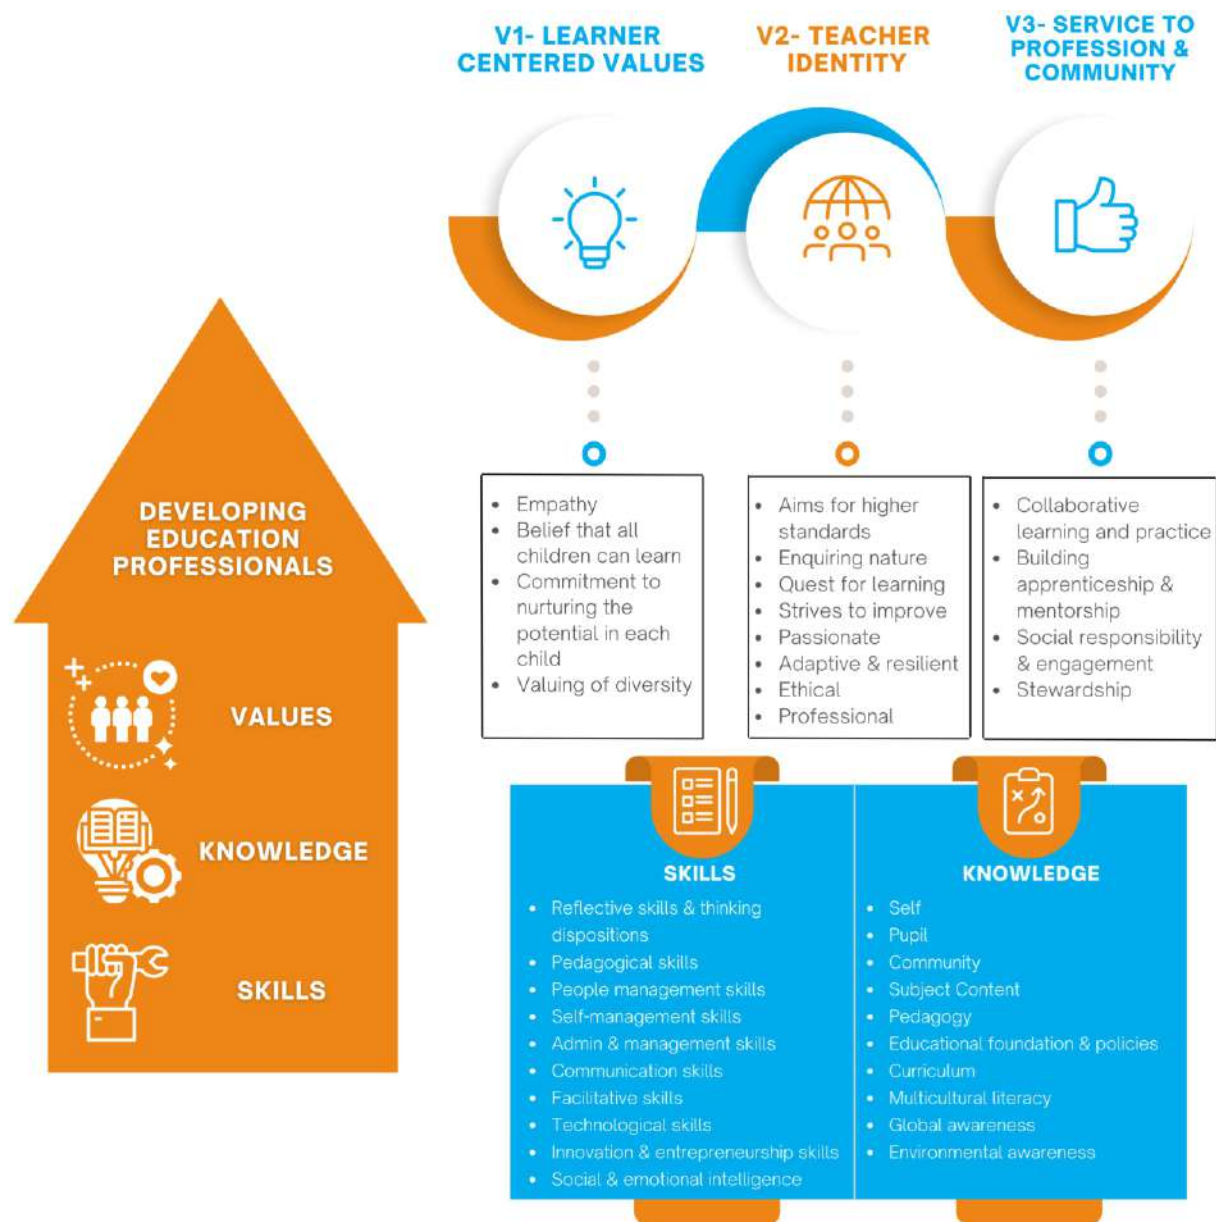 V1- LEARNER
CENTERED VALUES
V2- TEACHER
IDENTITY
V3- SERVICE TO
PROFESSION &
COMMUNITY
DEVELOPING
EDUCATION
PROFESSIONALS
VALUES
KNOWLEDGE
SKILLS
• Empathy
• Belief that all
children can learn
• Commitment to
nurturing the
potential in each
child
• Valuing of diversity
• Aims for higher
standards
• Enquiring nature
• Quest for learning
• Strives to improve
• Passionate
• Adaptive & resilient
• Ethical
• Professional
• Collaborative
learning and practice
• Building
apprenticeship &
mentorship
• Social responsibility
& engagement
• Stewardship
SKILLS
• Reflective skills & thinking
dispositions
• Pedagogical skills
• People management skills
• Self-management skills
• Admin & management skills
• Communication skills
• Facilitative skills
• Technological skills
• Innovation & entrepreneurship skills
• Social & emotional intelligence
KNOWLEDGE
• Self
• Pupil
• Community
• Subject Content
• Pedagogy
• Educational foundation & policies
• Curriculum
• Multicultural literacy
• Global awareness
• Environmental awareness